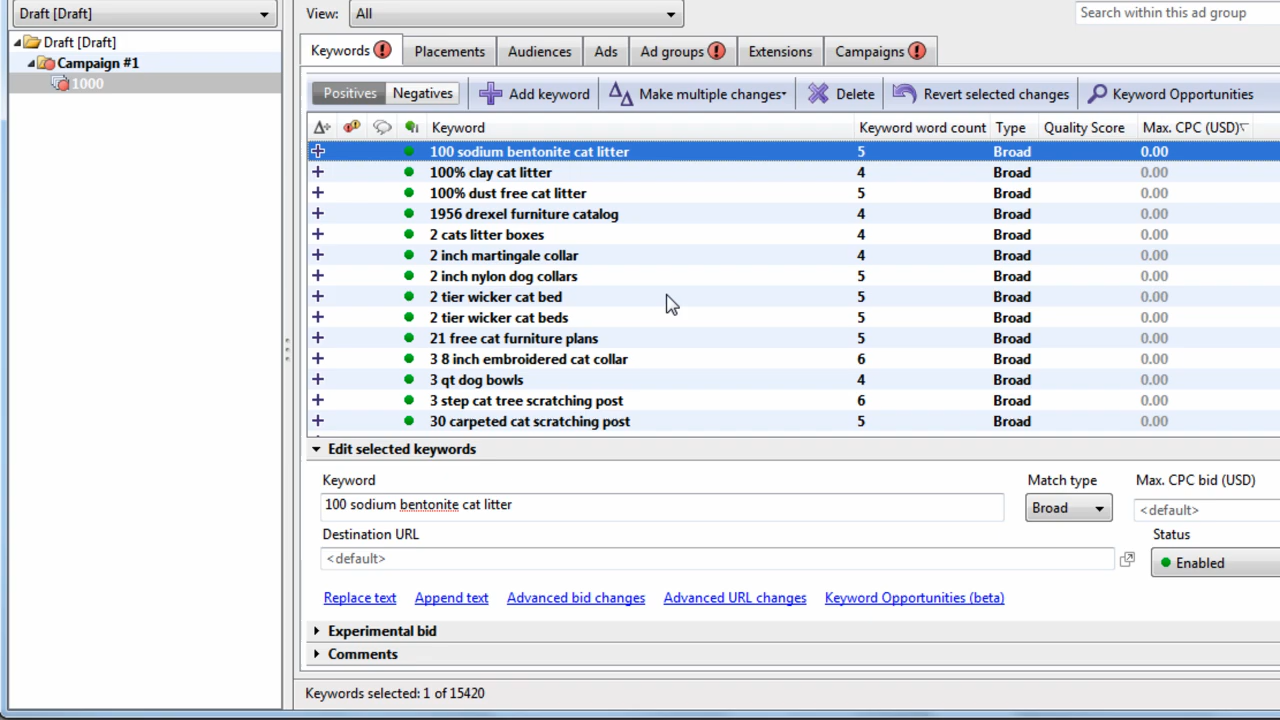 Draft [Draft]
View: All
Search within this ad group
Draft [Draft]
Campaign #1
1000
Keywords
Placements
Audiences
Ads
Ad groups
Extensions
Campaigns
Positives Negatives
Add keyword
Make multiple changes
Delete
Revert selected changes
Keyword Opportunities
Keyword Keyword word count Type Quality Score Max. CPC (USD)
100 sodium bentonite cat litter 5 Broad 0.00
100% clay cat litter 4 Broad 0.00
100% dust free cat litter 5 Broad 0.00
1956 drexel furniture catalog 4 Broad 0.00
2 cats litter boxes 4 Broad 0.00
2 inch martingale collar 4 Broad 0.00
2 inch nylon dog collars 5 Broad 0.00
2 tier wicker cat bed 5 Broad 0.00
2 tier wicker cat beds 5 Broad 0.00
21 free cat furniture plans 5 Broad 0.00
3 8 inch embroidered cat collar 6 Broad 0.00
3 qt dog bowls 4 Broad 0.00
3 step cat tree scratching post 6 Broad 0.00
30 carpeted cat scratching post 5 Broad 0.00
Edit selected keywords
Keyword Match type Max. CPC bid (USD)
100 sodium bentonite cat litter Broad <default>
Destination URL Status
<default> Enabled
Replace text Append text Advanced bid changes Advanced URL changes Keyword Opportunities (beta)
Experimental bid
Comments
Keywords selected: 1 of 15420